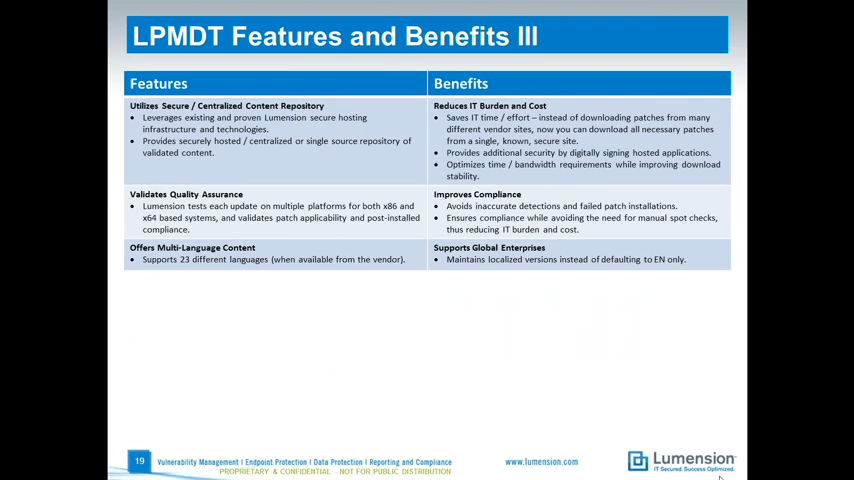 LPMDT Features and Benefits III
Features
Benefits
Utilizes Secure / Centralized Content Repository
• Leverages existing and proven Lumension secure hosting
infrastructure and technologies.
• Provides securely hosted / centralized or single source repository of
validated content.
Reduces IT Burden and Cost
• Saves IT time / effort – instead of downloading patches from many
different vendor sites, now you can download all necessary patches
from a single, known, secure site.
• Provides additional security by digitally signing hosted applications.
• Optimizes time / bandwidth requirements while improving download
stability.
Validates Quality Assurance
• Lumension tests each update on multiple platforms for both x86 and
x64 based systems, and validates patch applicability and post-installed
compliance.
Improves Compliance
• Avoids inaccurate detections and failed patch installations.
• Ensures compliance while avoiding the need for manual spot checks,
thus reducing IT burden and cost.
Offers Multi-Language Content
• Supports 23 different languages (when available from the vendor).
Supports Global Enterprises
• Maintains localized versions instead of defaulting to EN only.
19
Vulnerability Management | Endpoint Protection | Data Protection | Reporting and Compliance
PROPRIETARY & CONFIDENTIAL - NOT FOR PUBLIC DISTRIBUTION
www.lumension.com
Lumension
IT Secured. Success Optimized.